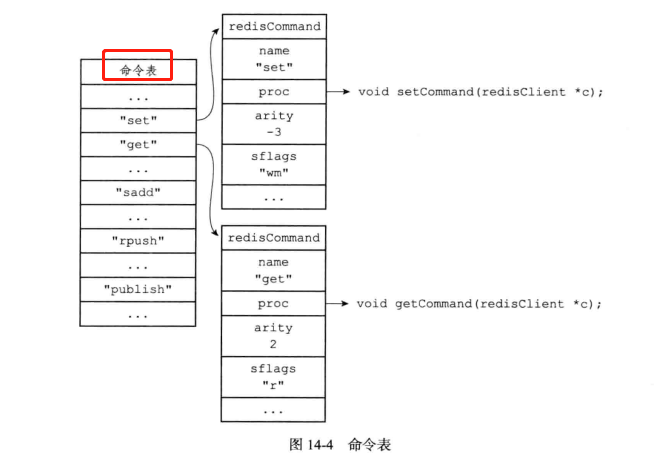 命令表
...
"set"
"get"
...
"sadd"
...
"rpush"
...
"publish"
...
redisCommand
name
"set"
proc
void setCommand(redisClient *c);
arity
-3
sflags
"wm"
...
redisCommand
name
"get"
proc
void getCommand(redisClient *c);
arity
2
sflags
"r"
...
图 14-4 命令表